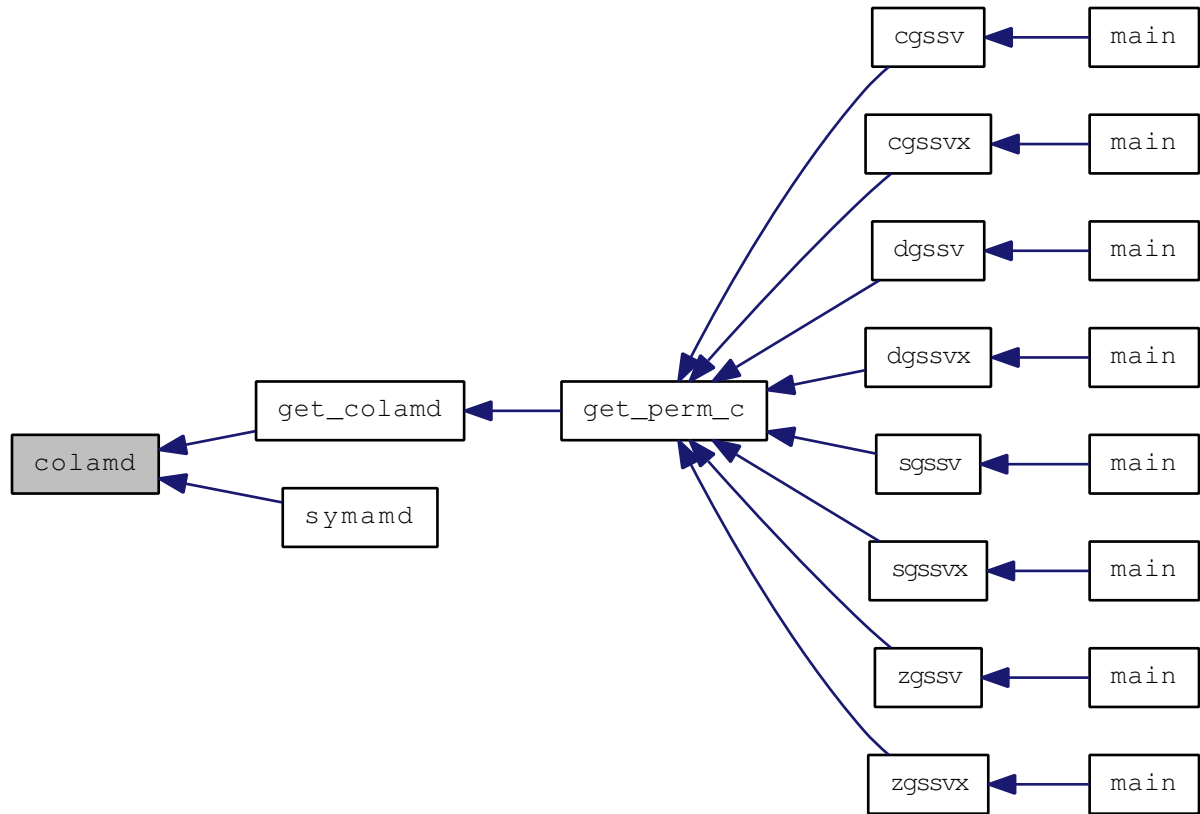 cgssv
main
cgssvx
main
dgssv
main
dgssvx
main
get_colamd
get_perm_c
colamd
sgssv
main
symamd
sgssvx
main
zgssv
main
zgssvx
main